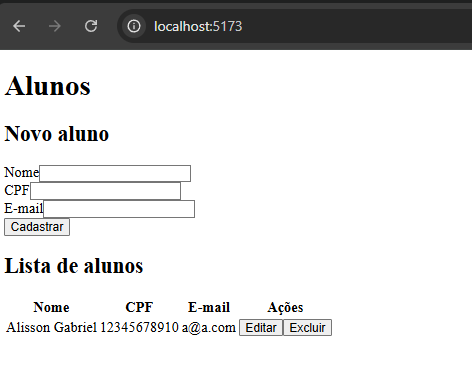 localhost:5173
Alunos
Novo aluno
Nome
CPF
E-mail
Cadastrar
Lista de alunos
Nome CPF E-mail Ações
Alisson Gabriel 12345678910 a@a.com Editar Excluir